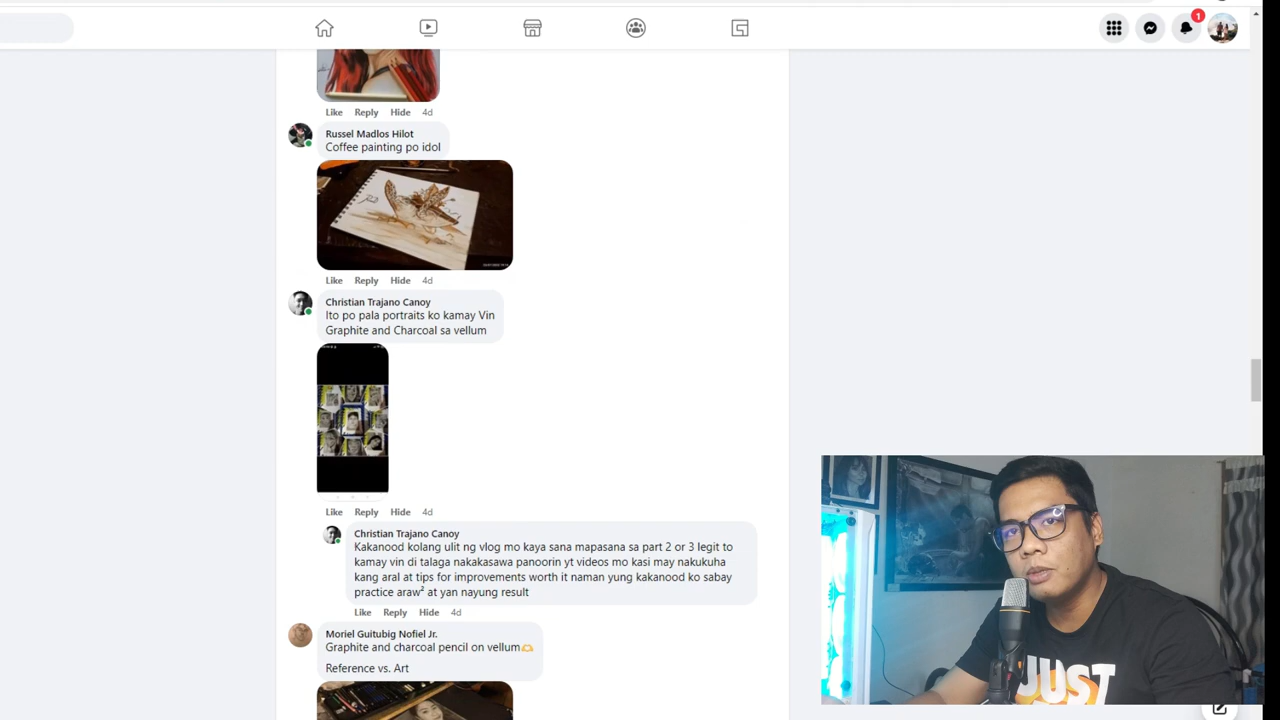 1
Like Reply Hide 4d
Russel Madlos Hilot
Coffee painting po idol
Like Reply Hide 4d
Christian Trajano Canoy
Ito po pala portraits ko kamay Vin
Graphite and Charcoal sa vellum
Like Reply Hide 4d
Christian Trajano Canoy
Kakanood kolang ulit ng vlog mo kaya sana mapasana sa part 2 or 3 legit to
kamay vin di talaga nakakasawa panoorin yt videos mo kasi may nakukuha
kang aral at tips for improvements worth it naman yung kakanood ko sabay
practice araw² at yan nayung result
Like Reply Hide 4d
Moriel Guitubig Nofiel Jr.
Graphite and charcoal pencil on vellum🫶
Reference vs. Art
JUST